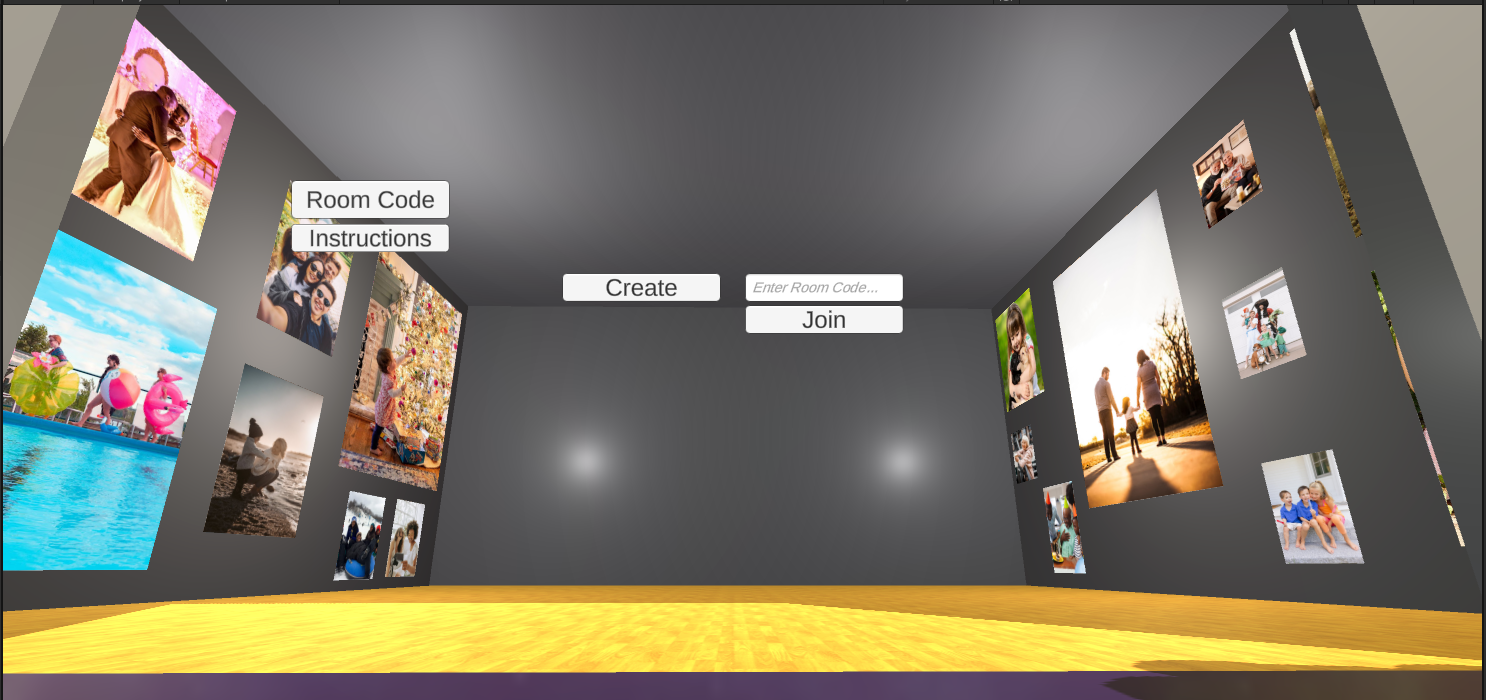 Room Code
Instructions
Create
Enter Room Code...
Join